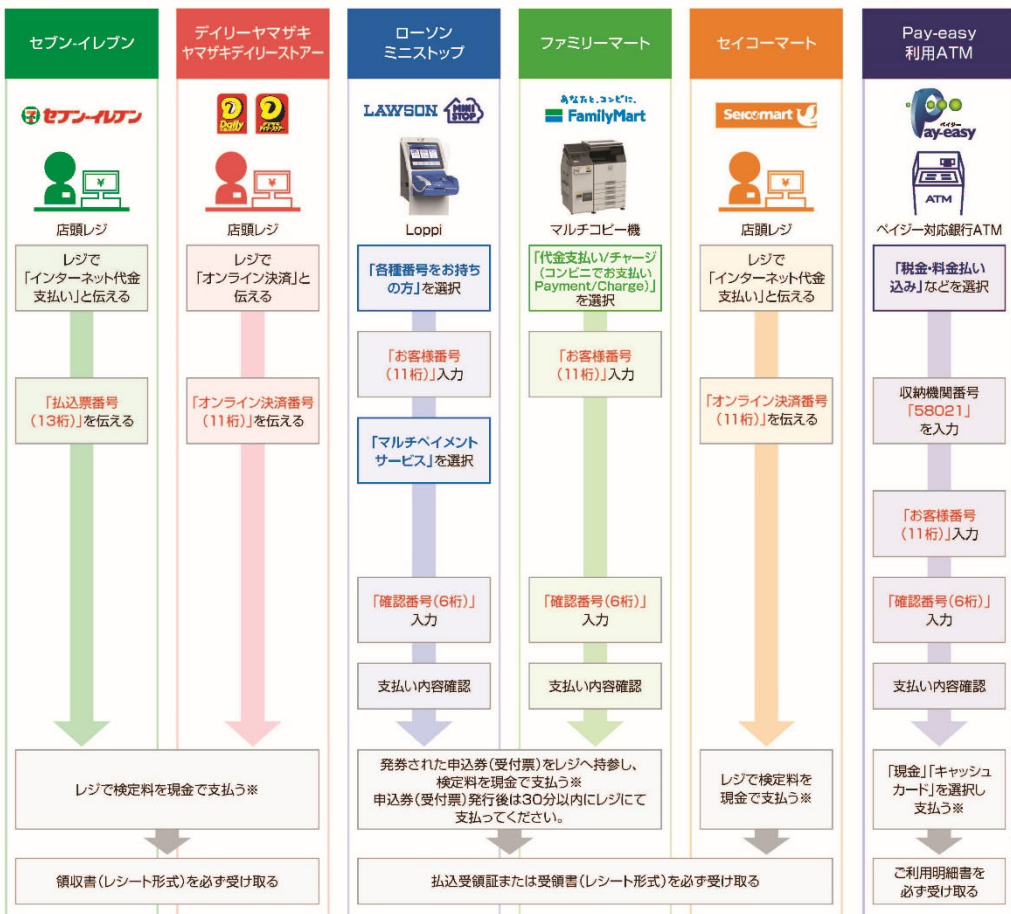 セブン-イレブン
デイリーヤマザキ
ヤマザキデイリーストアー
ローソン
ミニストップ
ファミリーマート
セイコーマート
Pay-easy
利用ATM
セブン-イレブン
Daily
LAWSON
MINI
STOP
あなたと、コンビに、
FamilyMart
Seicomart
ペイジー
Pay-easy
¥
¥
¥
ATM
店頭レジ
店頭レジ
Loppi
マルチコピー機
店頭レジ
ペイジー対応銀行ATM
レジで
「インターネット代金
支払い」と伝える
「払込票番号
(13桁)」を伝える
レジで
「オンライン決済」と
伝える
「オンライン決済番号
(11桁)」を伝える
「各種番号をお持ち
の方」を選択
「お客様番号
(11桁)」入力
「マルチペイメント
サービス」を選択
「確認番号(6桁)」
入力
支払い内容確認
「代金支払い/チャージ
(コンビニでお支払い
Payment/Charge)」
を選択
「お客様番号
(11桁)」入力
「確認番号(6桁)」
入力
支払い内容確認
レジで
「インターネット代金
支払い」と伝える
「オンライン決済番号
(11桁)」を伝える
「税金・料金払い
込み」などを選択
収納機関番号
「58021」
を入力
「お客様番号
(11桁)」入力
「確認番号(6桁)」
入力
支払い内容確認
レジで検定料を現金で支払う※
発券された申込券(受付票)をレジへ持参し、
検定料を現金で支払う※
申込券(受付票)発行後は30分以内にレジにて
支払ってください。
レジで検定料を
現金で支払う※
「現金」「キャッシュ
カード」を選択し
支払う※
領収書(レシート形式)を必ず受け取る
払込受領証または受領書(レシート形式)を必ず受け取る
ご利用明細書を
必ず受け取る